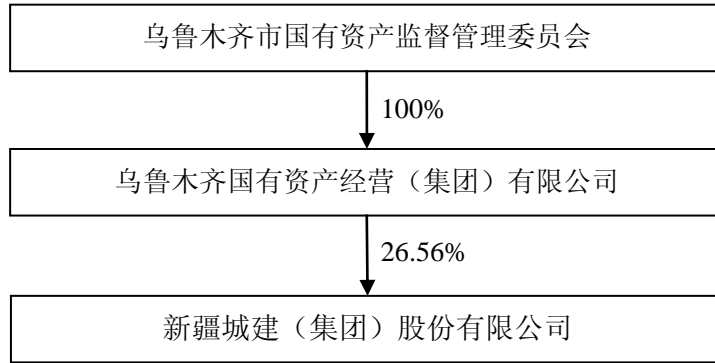 乌鲁木齐市国有资产监督管理委员会
100%
乌鲁木齐国有资产经营（集团）有限公司
26.56%
新疆城建（集团）股份有限公司